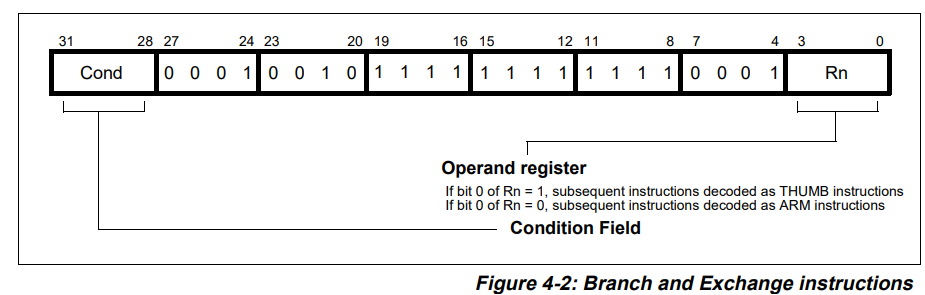 31 28 27 24 23 20 19 16 15 12 11 8 7 4 3 0
Cond 0 0 0 1 0 0 1 0 1 1 1 1 1 1 1 1 1 1 1 1 0 0 0 1 Rn
Operand register
If bit 0 of Rn = 1, subsequent instructions decoded as THUMB instructions
If bit 0 of Rn = 0, subsequent instructions decoded as ARM instructions
Condition Field
Figure 4-2: Branch and Exchange instructions